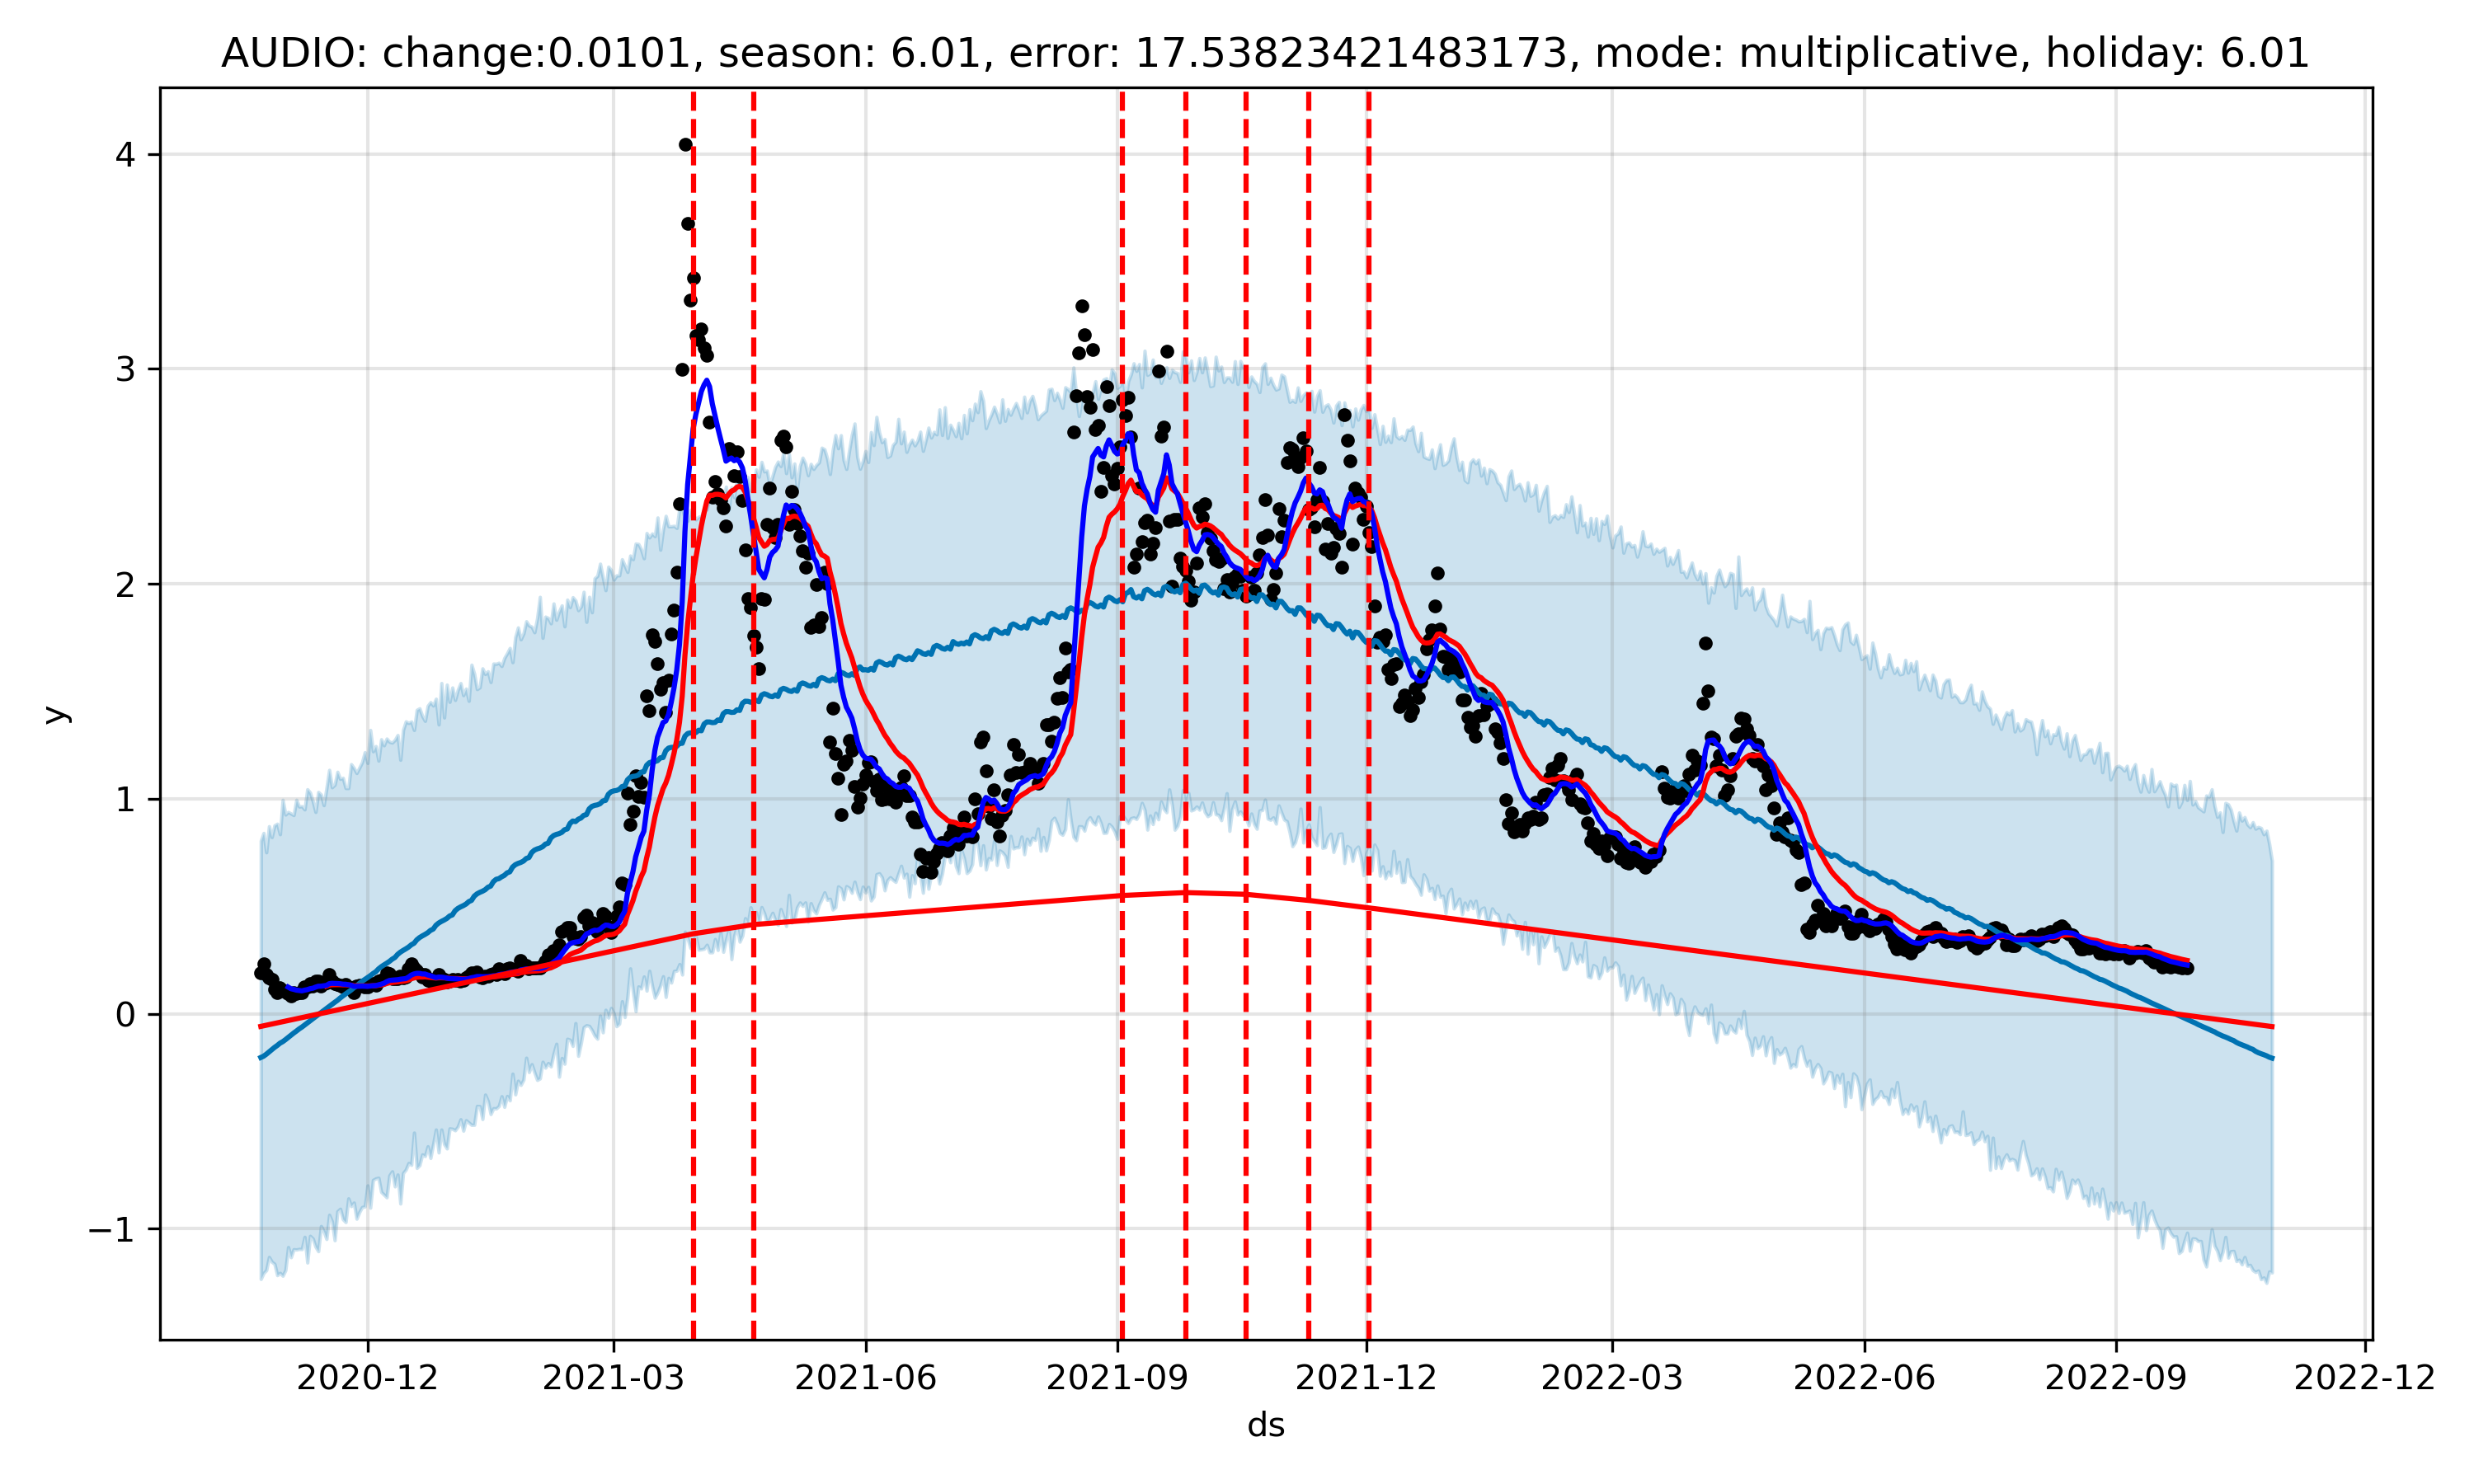 AUDIO: change:0.0101, season: 6.01, error: 17.53823421483173, mode: multiplicative, holiday: 6.01
4
3
2
1
0
−1
y
2020-12 2021-03 2021-06 2021-09 2021-12 2022-03 2022-06 2022-09 2022-12
ds